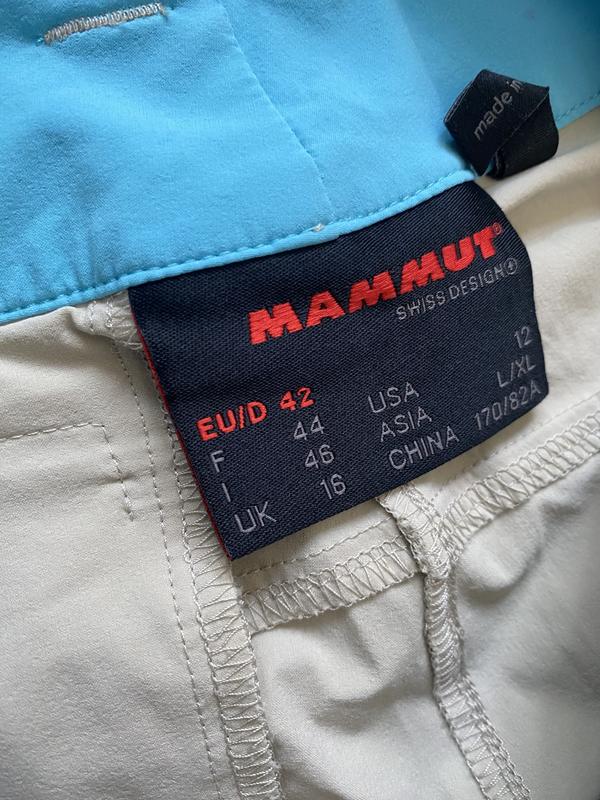 made in
MAMMUT®
SWISS DESIGN
EU/D 42 USA 12
F 44 ASIA L/XL
I 46 CHINA 170/82A
UK 16